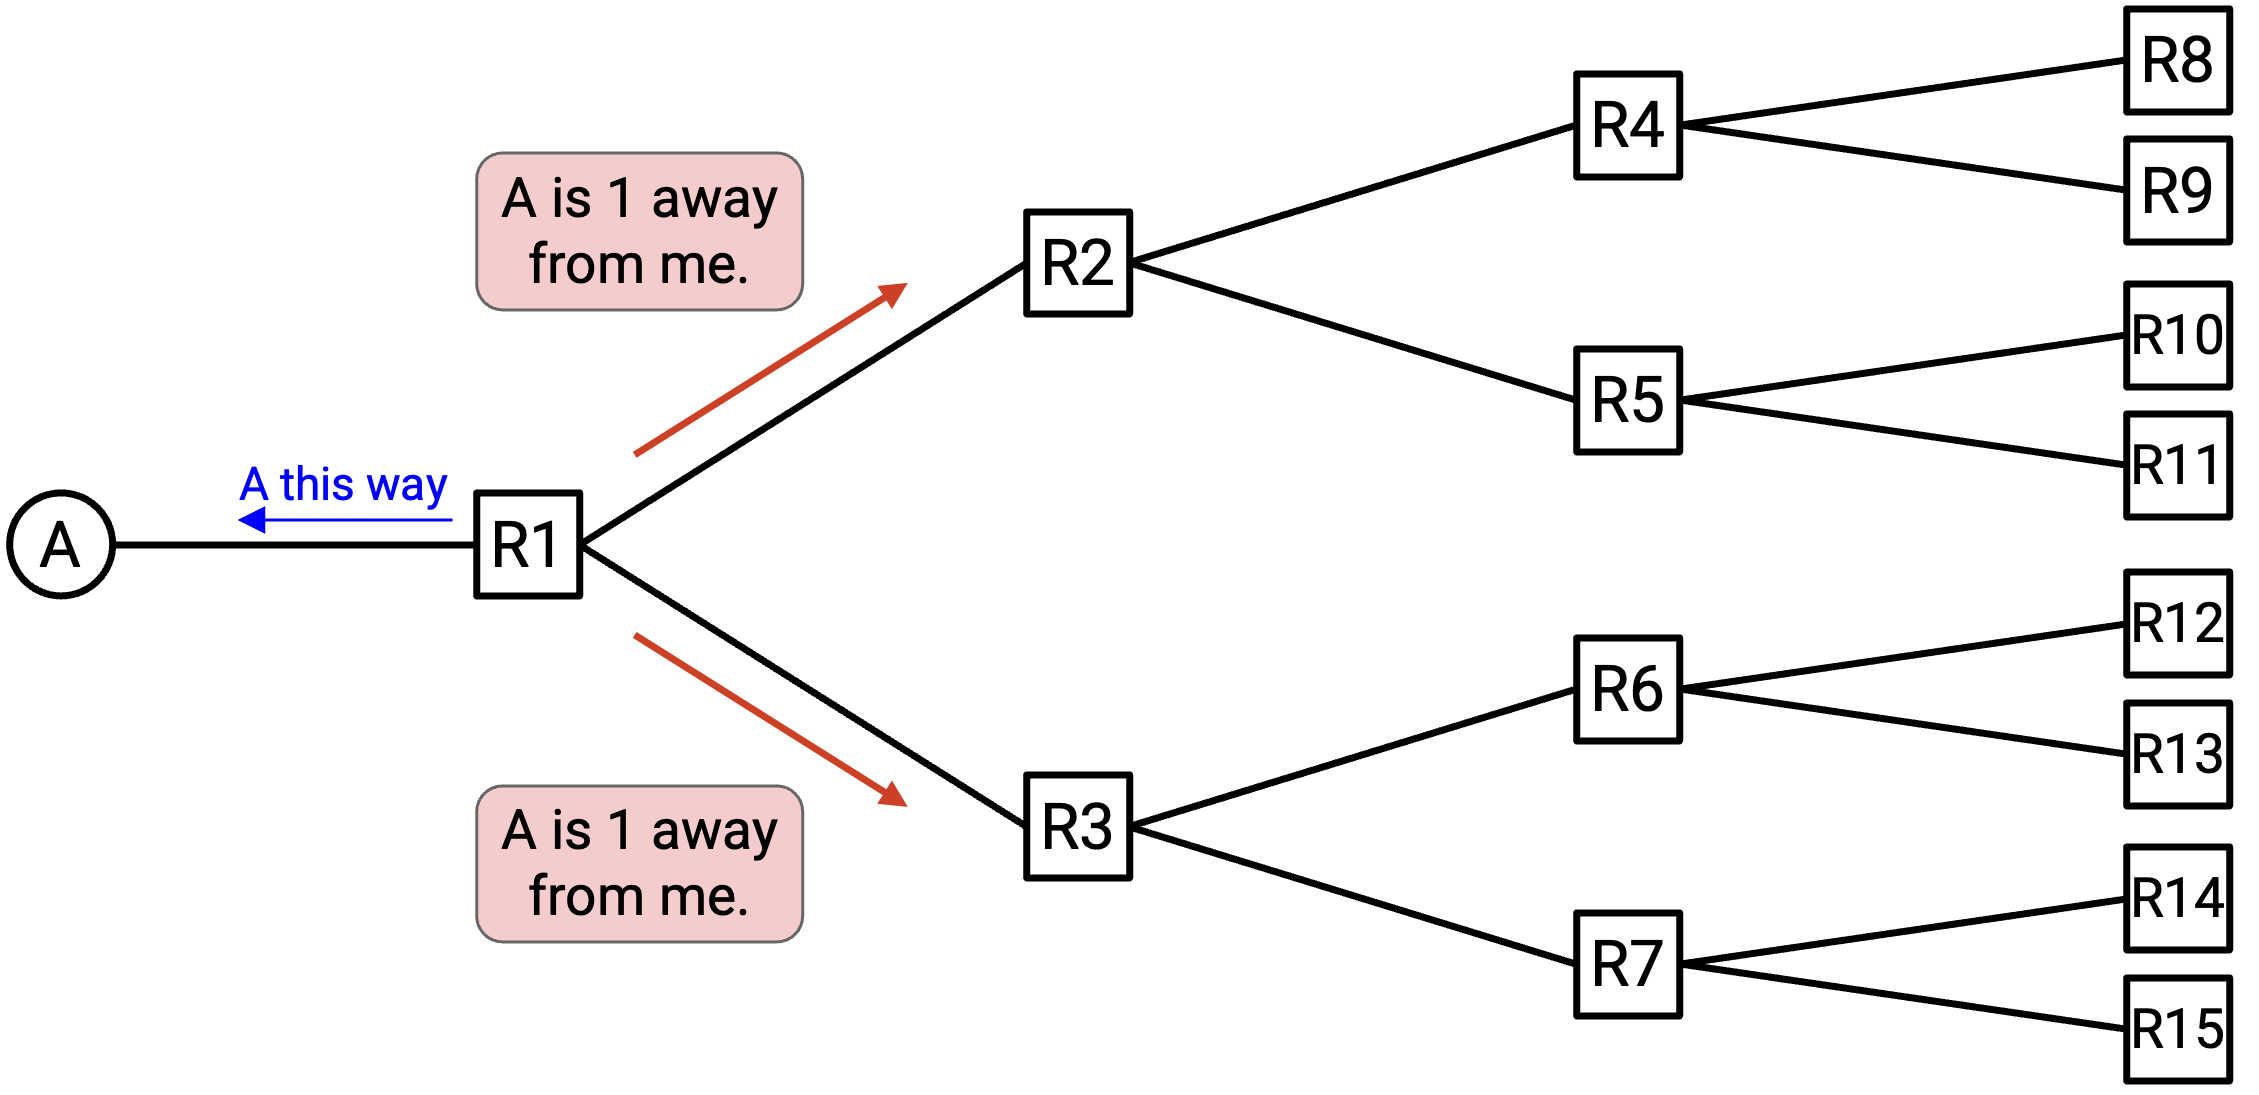 A is 1 away
from me.
A this way
A
R1
A is 1 away
from me.
R2
R3
R4
R5
R6
R7
R8
R9
R10
R11
R12
R13
R14
R15